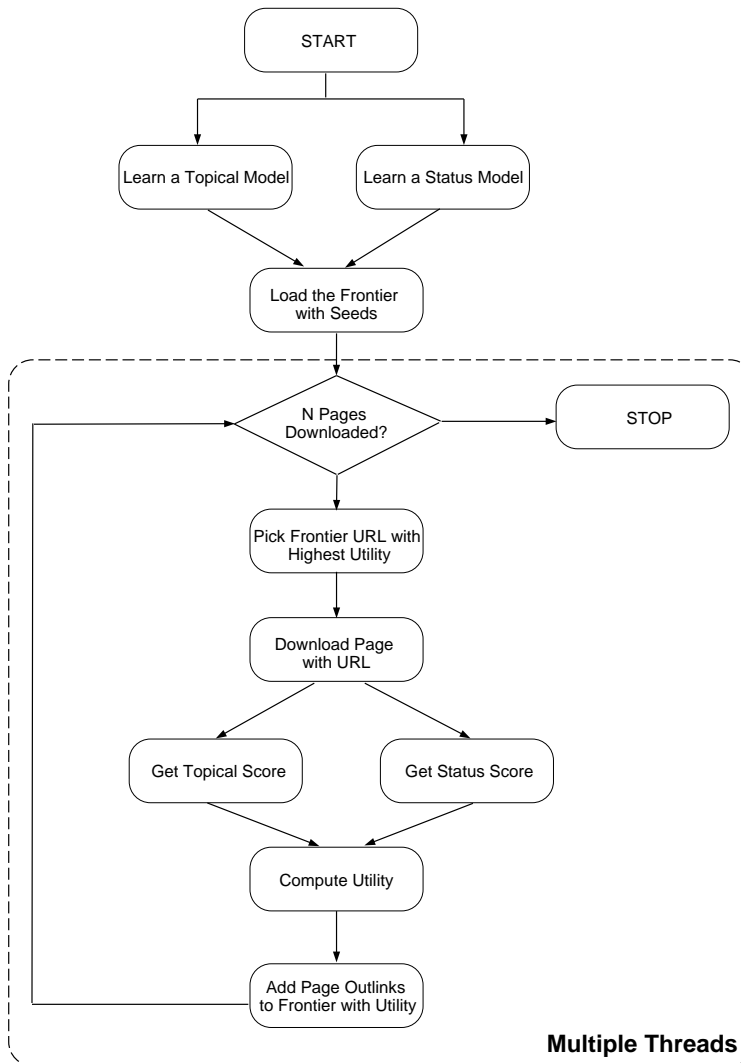 START
Learn a Topical Model
Learn a Status Model
Load the Frontier
with Seeds
N Pages
Downloaded?
STOP
Pick Frontier URL with
Highest Utility
Download Page
with URL
Get Topical Score
Get Status Score
Compute Utility
Add Page Outlinks
to Frontier with Utility
Multiple Threads